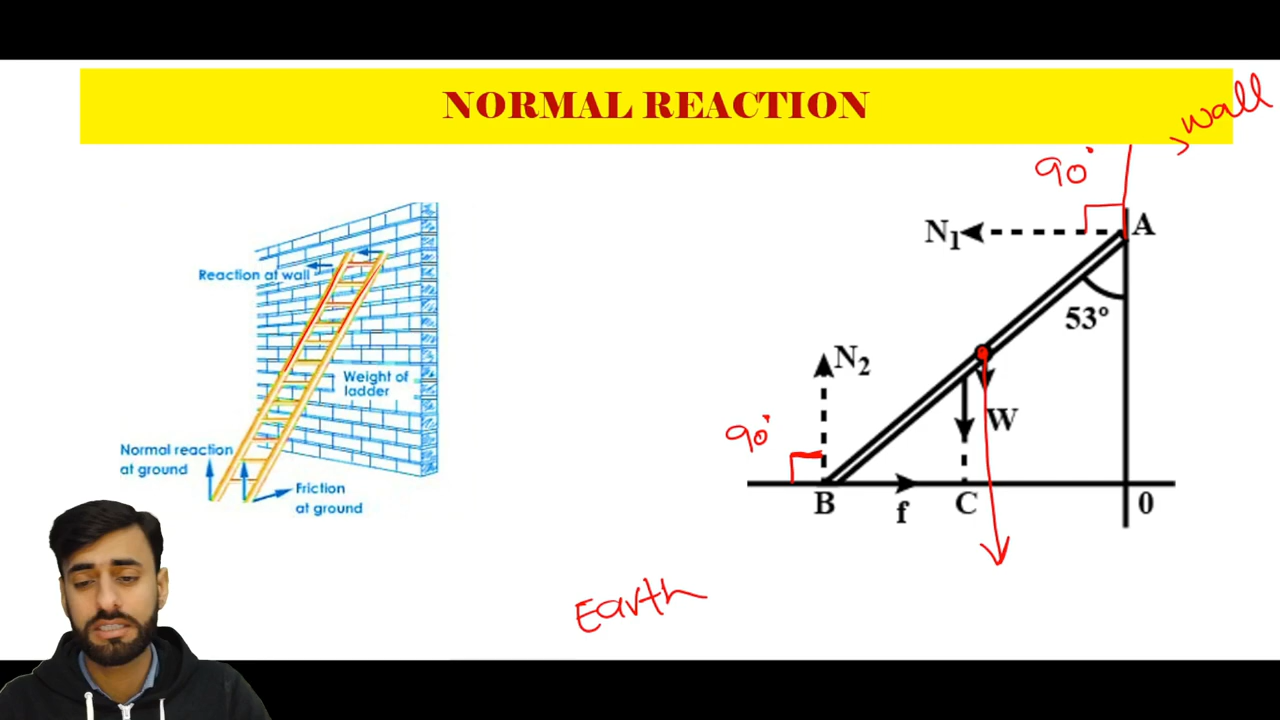 NORMAL REACTION
wall
90°
Reaction at wall
N1
A
53°
Weight of
ladder
N2
W
90°
Normal reaction
at ground
Friction
at ground
B
f
C
0
Earth